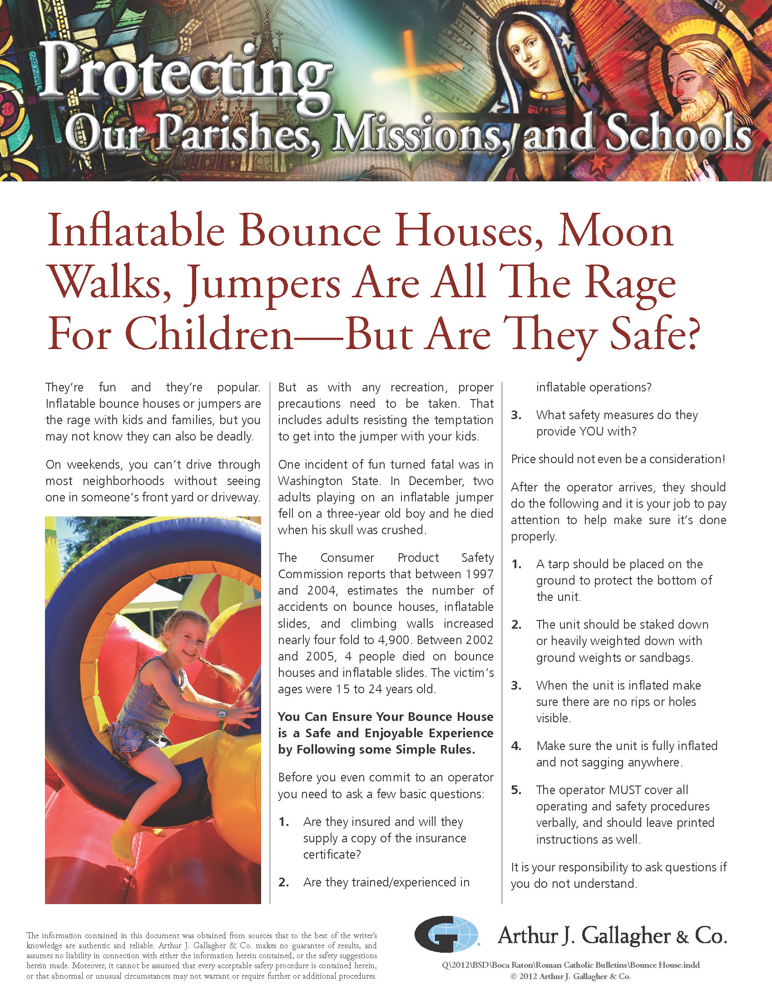 Protecting
Our Parishes, Missions, and Schools
Inflatable Bounce Houses, Moon
Walks, Jumpers Are All The Rage
For Children—But Are They Safe?
They’re fun and they’re popular.
Inflatable bounce houses or jumpers are
the rage with kids and families, but you
may not know they can also be deadly.
On weekends, you can’t drive through
most neighborhoods without seeing
one in someone’s front yard or driveway.
But as with any recreation, proper
precautions need to be taken. That
includes adults resisting the temptation
to get into the jumper with your kids.
One incident of fun turned fatal was in
Washington State. In December, two
adults playing on an inflatable jumper
fell on a three-year old boy and he died
when his skull was crushed.
The Consumer Product Safety
Commission reports that between 1997
and 2004, estimates the number of
accidents on bounce houses, inflatable
slides, and climbing walls increased
nearly four fold to 4,900. Between 2002
and 2005, 4 people died on bounce
houses and inflatable slides. The victim’s
ages were 15 to 24 years old.
You Can Ensure Your Bounce House
is a Safe and Enjoyable Experience
by Following some Simple Rules.
Before you even commit to an operator
you need to ask a few basic questions:
1. Are they insured and will they
supply a copy of the insurance
certificate?
2. Are they trained/experienced in
inflatable operations?
3. What safety measures do they
provide YOU with?
Price should not even be a consideration!
After the operator arrives, they should
do the following and it is your job to pay
attention to help make sure it’s done
properly.
1. A tarp should be placed on the
ground to protect the bottom of
the unit.
2. The unit should be staked down
or heavily weighted down with
ground weights or sandbags.
3. When the unit is inflated make
sure there are no rips or holes
visible.
4. Make sure the unit is fully inflated
and not sagging anywhere.
5. The operator MUST cover all
operating and safety procedures
verbally, and should leave printed
instructions as well.
It is your responsibility to ask questions if
you do not understand.
The information contained in this document was obtained from sources that to the best of the writer’s
knowledge are authentic and reliable. Arthur J. Gallagher & Co. makes no guarantee of results, and
assumes no liability in connection with either the information herein contained, or the safety suggestions
herein made. Moreover, it cannot be assumed that every acceptable safety procedure is contained herein,
or that abnormal or unusual circumstances may not warrant or require further or additional procedures.
G Arthur J. Gallagher & Co.
Q\2012\BSD\Boca Raton\Roman Catholic Bulletins\Bounce House.indd
© 2012 Arthur J. Gallagher & Co.